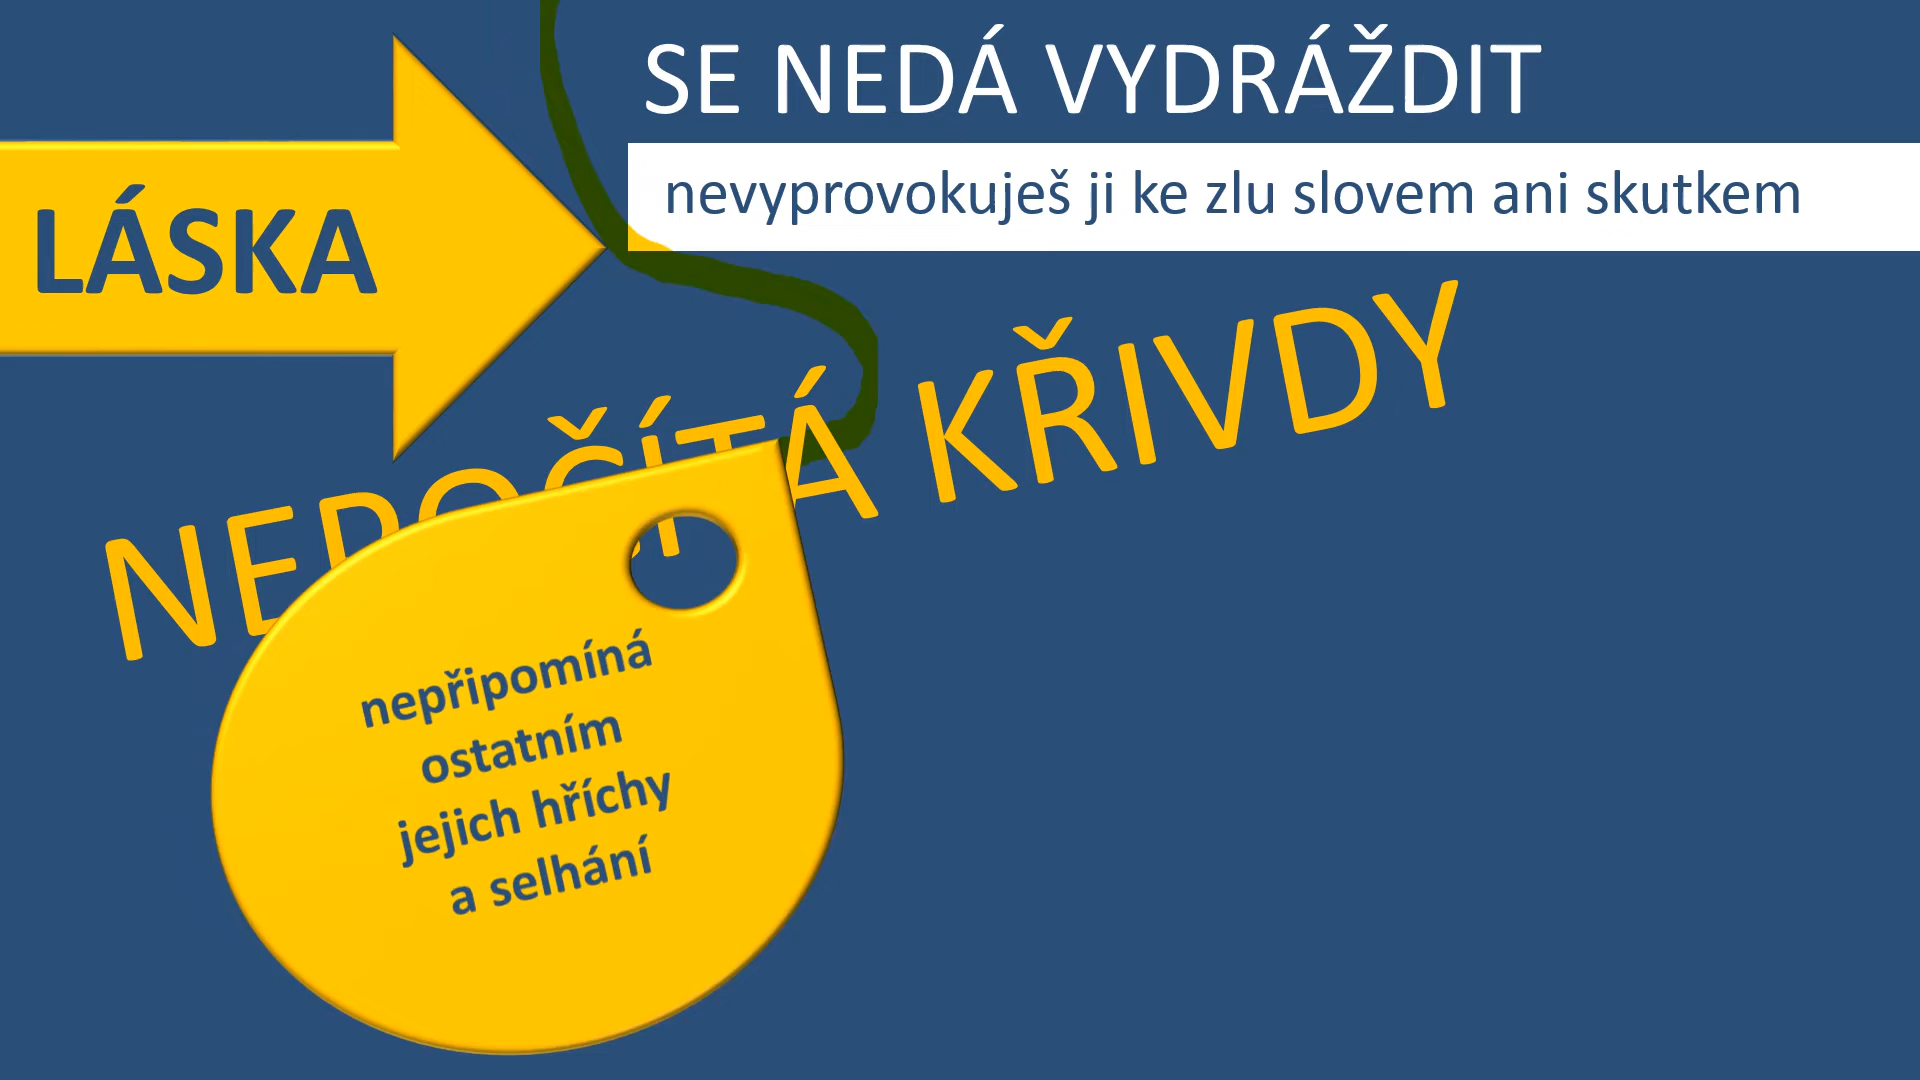 SE NEDÁ VYDRÁŽDIT
nevyprovokuješ ji ke zlu slovem ani skutkem
LÁSKA
NEPOČÍTÁ KŘIVDY
nepřipomíná
ostatním
jejich hříchy
a selhání